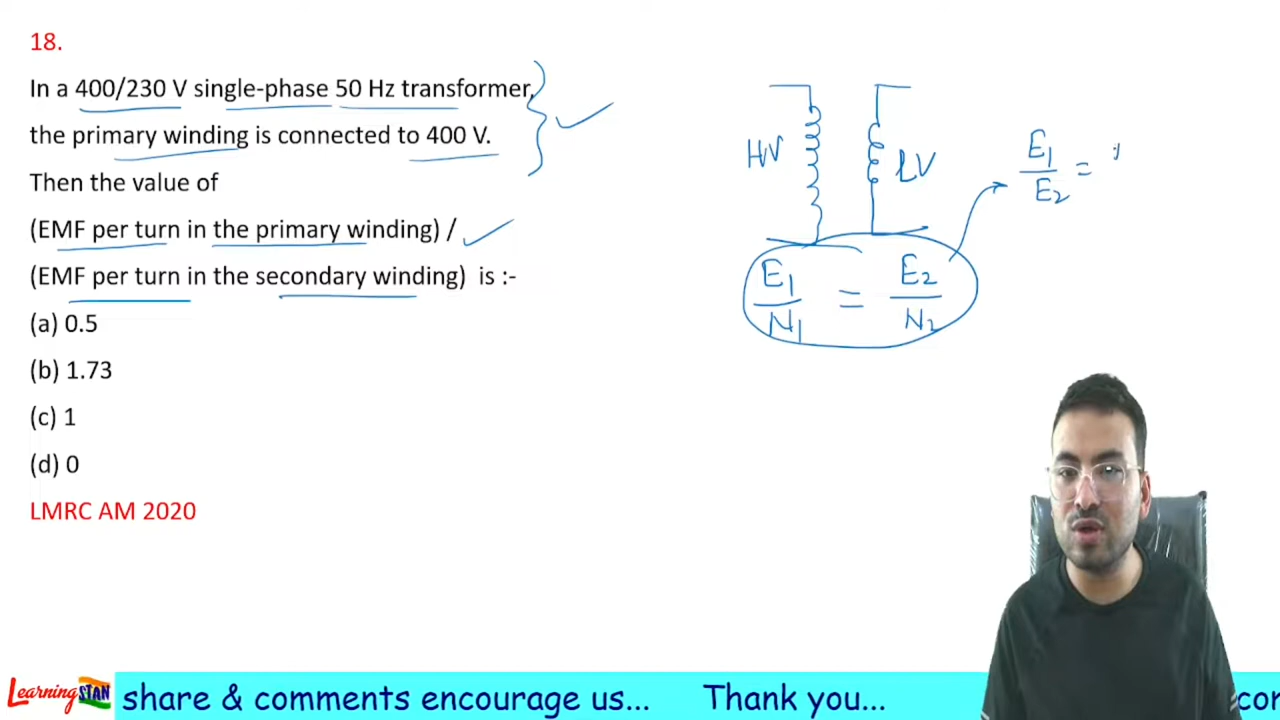 18.
In a 400/230 V single-phase 50 Hz transformer,
the primary winding is connected to 400 V.
Then the value of
(EMF per turn in the primary winding) /
(EMF per turn in the secondary winding) is :-
(a) 0.5
(b) 1.73
(c) 1
(d) 0
LMRC AM 2020
HV
LV
E1/N1 = E2/N2
E1/E2 =
Learning STAN
share & comments encourage us... Thank you...